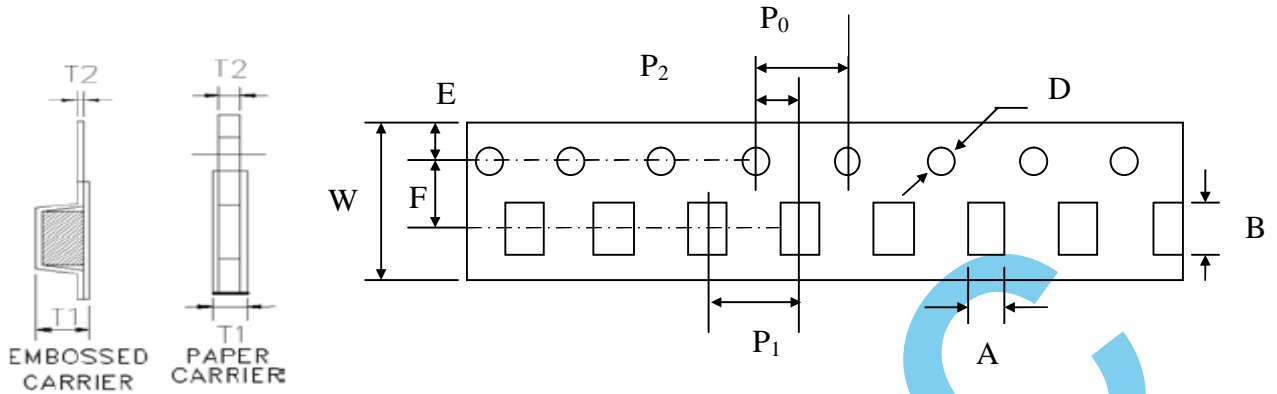 T2
T1
EMBOSSED
CARRIER
T2
T1
PAPER
CARRIER:
P₀
P₂
E
D
W
F
B
P₁
A